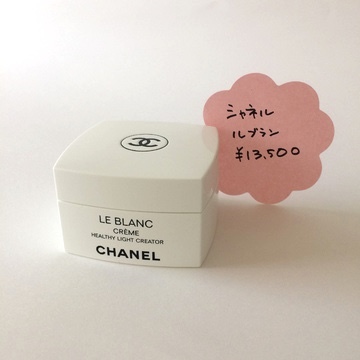 LE BLANC
CRÈME
HEALTHY LIGHT CREATOR
CHANEL
シャネル
ルブラン
¥13,500